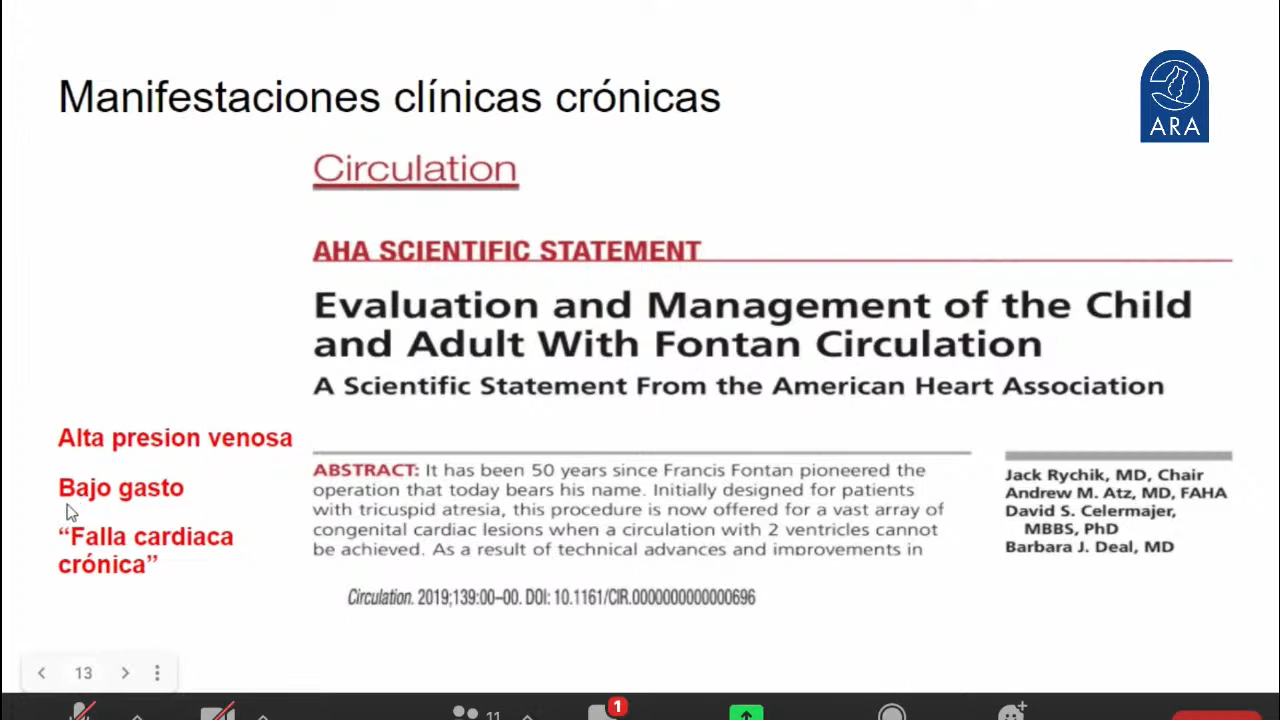 Manifestaciones clínicas crónicas
ARA
Circulation
AHA SCIENTIFIC STATEMENT
Evaluation and Management of the Child
and Adult With Fontan Circulation
A Scientific Statement From the American Heart Association
Alta presion venosa
Bajo gasto
“Falla cardiaca
crónica”
ABSTRACT: It has been 50 years since Francis Fontan pioneered the
operation that today bears his name. Initially designed for patients
with tricuspid atresia, this procedure is now offered for a vast array of
congenital cardiac lesions when a circulation with 2 ventricles cannot
be achieved. As a result of technical advances and improvements in
Jack Rychik, MD, Chair
Andrew M. Atz, MD, FAHA
David S. Celermajer,
MBBS, PhD
Barbara J. Deal, MD
Circulation. 2019;139:00–00. DOI: 10.1161/CIR.0000000000000696
13
11
1